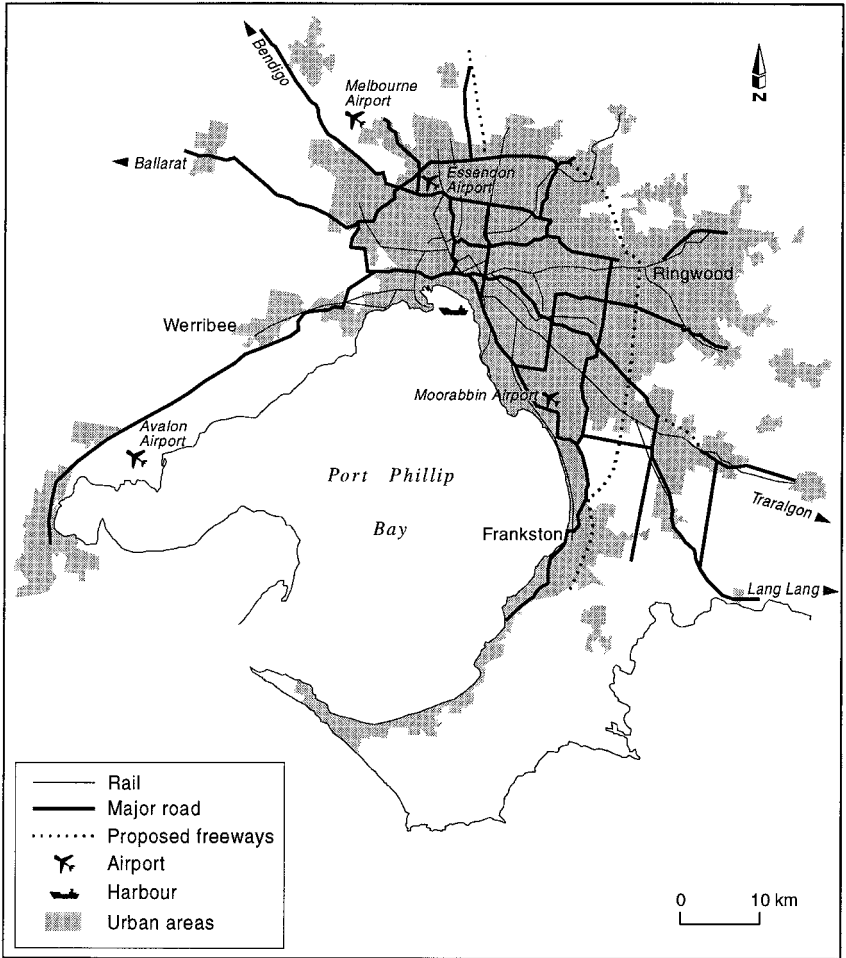 Bendigo
Melbourne
Airport
N
Ballarat
Essendon
Airport
Ringwood
Werribee
Moorabbin Airport
Avalon
Airport
Port Phillip
Bay
Traralgon
Frankston
Lang Lang
Rail
Major road
Proposed freeways
Airport
Harbour
Urban areas
0 10 km